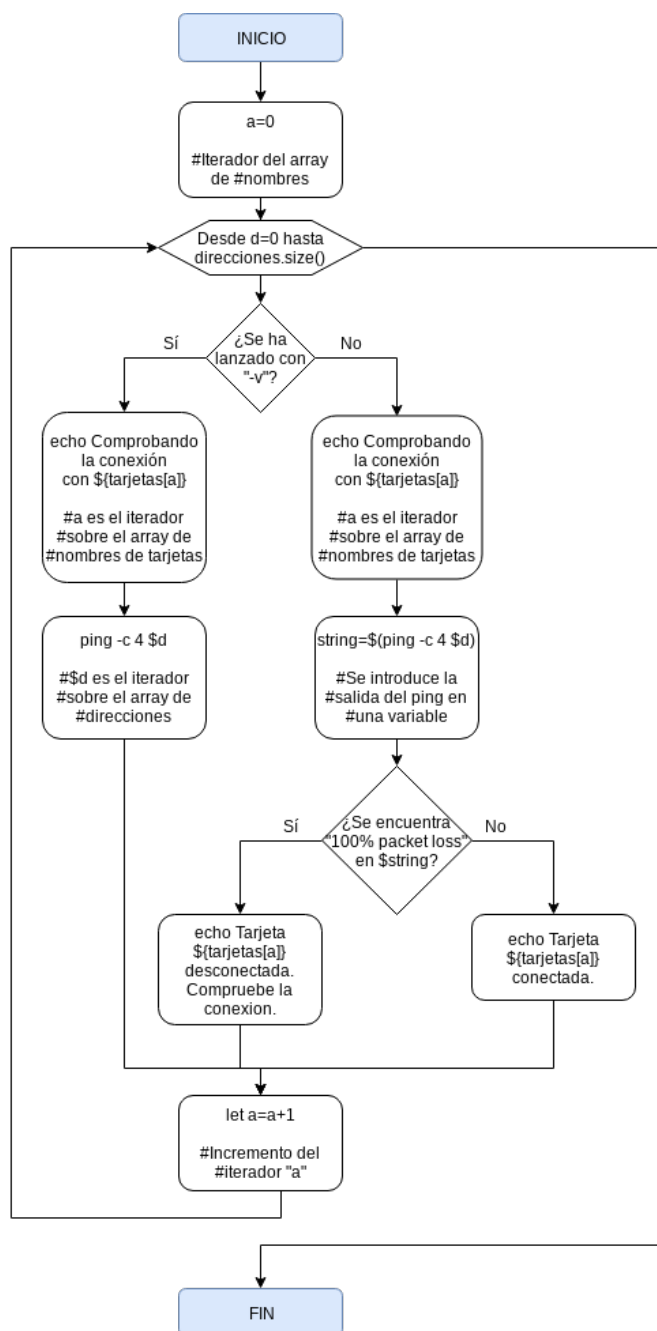 INICIO
a=0
#Iterador del array
de #nombres
Desde d=0 hasta
direcciones.size()
¿Se ha
lanzado con
"-v"?
Sí
No
echo Comprobando
la conexión
con ${tarjetas[a]}
#a es el iterador
#sobre el array de
#nombres de tarjetas
echo Comprobando
la conexión
con ${tarjetas[a]}
#a es el iterador
#sobre el array de
#nombres de tarjetas
ping -c 4 $d
#$d es el iterador
#sobre el array de
#direcciones
string=$(ping -c 4 $d)
#Se introduce la
#salida del ping en
#una variable
¿Se encuentra
"100% packet loss"
en $string?
Sí
No
echo Tarjeta
${tarjetas[a]}
desconectada.
Compruebe la
conexion.
echo Tarjeta
${tarjetas[a]}
conectada.
let a=a+1
#Incremento del
#iterador "a"
FIN